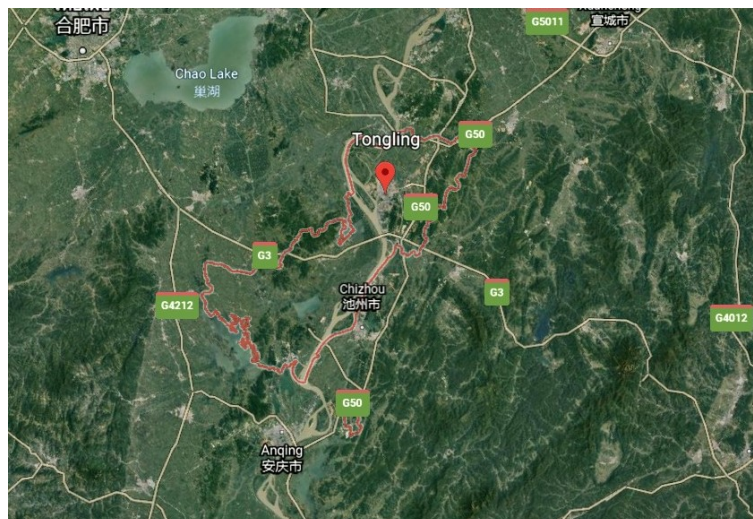 合肥市
G5011
宣城市
Chao Lake
巢湖
Tongling
G50
G50
G3
G4212
Chizhou
池州市
G3
G4012
G50
Anqing
安庆市